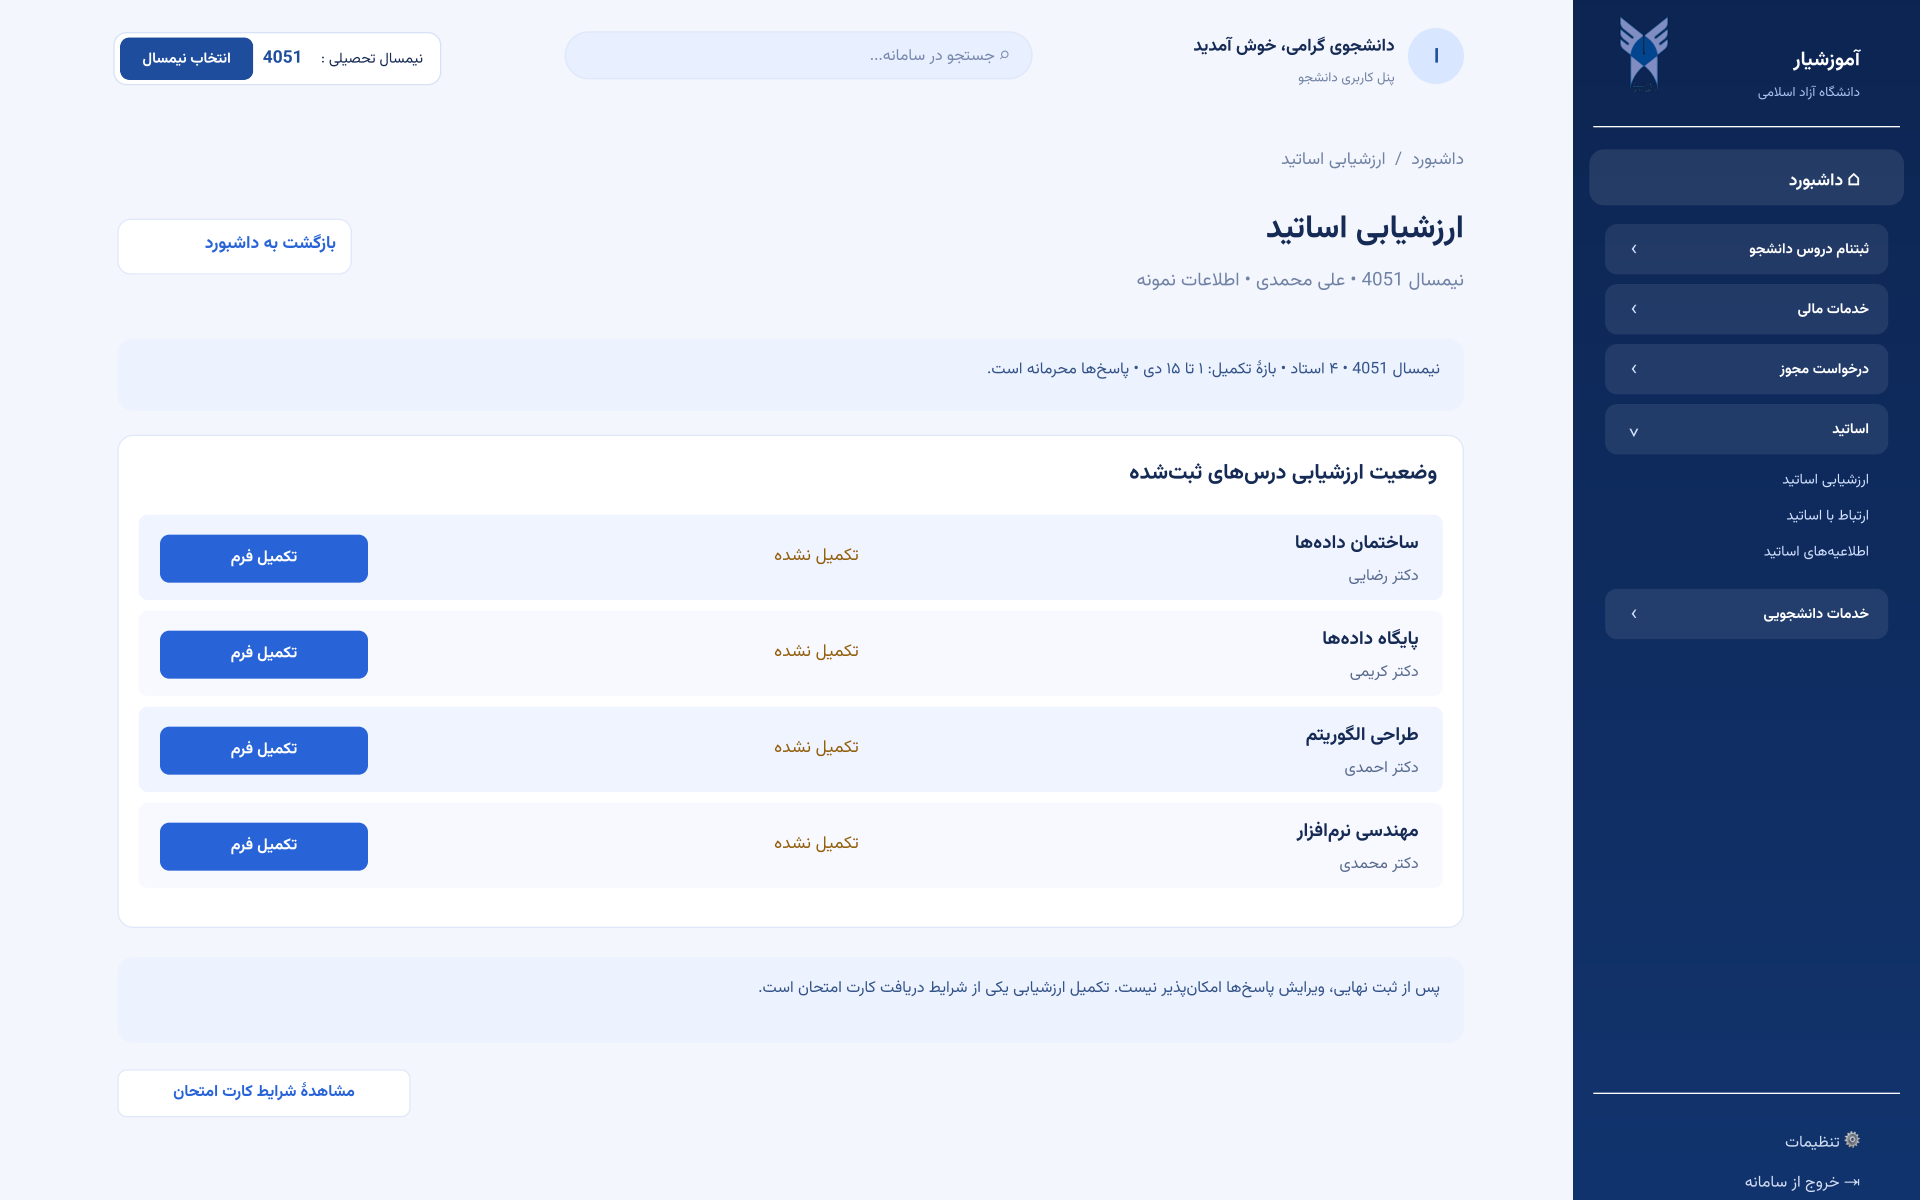 آموزشیار
دانشگاه آزاد اسلامی
داشبورد
ثبتنام دروس دانشجو
خدمات مالی
درخواست مجوز
اساتید
ارزشیابی اساتید
ارتباط با اساتید
اطلاعیه‌های اساتید
خدمات دانشجویی
تنظیمات
خروج از سامانه
ا
دانشجوی گرامی، خوش آمدید
پنل کاربری دانشجو
جستجو در سامانه...
نیمسال تحصیلی : 4051 انتخاب نیمسال
داشبورد / ارزشیابی اساتید
ارزشیابی اساتید
نیمسال 4051 • علی محمدی • اطلاعات نمونه
بازگشت به داشبورد
نیمسال 4051 • ۴ استاد • بازهٔ تکمیل: ۱ تا ۱۵ دی • پاسخ‌ها محرمانه است.
وضعیت ارزشیابی درس‌های ثبت‌شده
ساختمان داده‌ها
دکتر رضایی
تکمیل نشده
تکمیل فرم
پایگاه داده‌ها
دکتر کریمی
تکمیل نشده
تکمیل فرم
طراحی الگوریتم
دکتر احمدی
تکمیل نشده
تکمیل فرم
مهندسی نرم‌افزار
دکتر محمدی
تکمیل نشده
تکمیل فرم
پس از ثبت نهایی، ویرایش پاسخ‌ها امکان‌پذیر نیست. تکمیل ارزشیابی یکی از شرایط دریافت کارت امتحان است.
مشاهدهٔ شرایط کارت امتحان